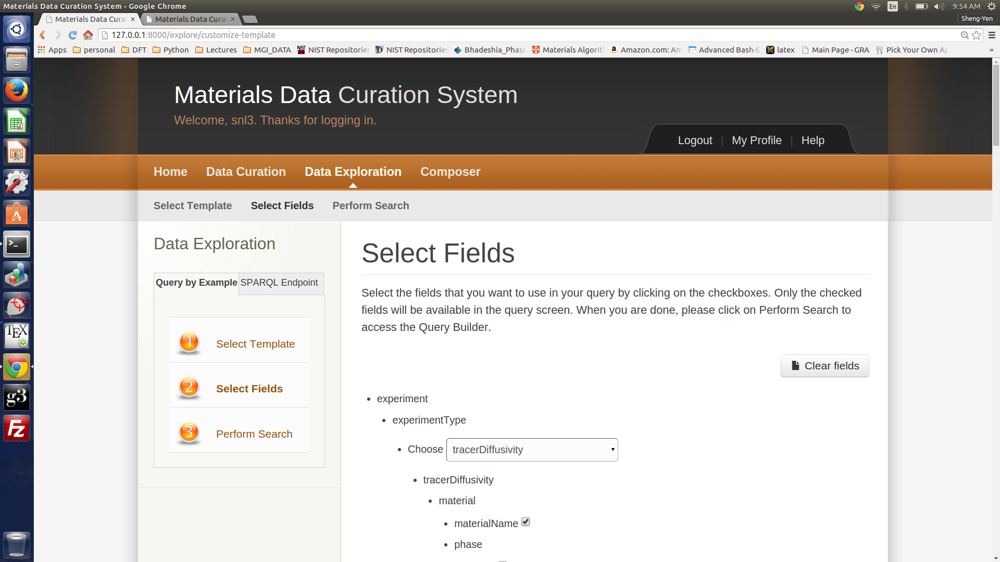 Materials Data Curation System - Google Chrome
En
9:54 AM
Materials Data Cura
Materials Data Cura
Sheng-Yen
127.0.0.1:8000/explore/customize-template
Apps
personal
DFT
Python
Lectures
MGI_DATA
NIST
NIST Repositories
NIST Repositories
Bhadeshia_Phase
Materials Algorit
Amazon.com: Am
Advanced Bash-S
latex
Main Page - GRA
Pick Your Own Ap
»
Materials Data Curation System
Welcome, snl3. Thanks for logging in.
Logout | My Profile | Help
Home
Data Curation
Data Exploration
Composer
Select Template
Select Fields
Perform Search
Data Exploration
Query by Example
SPARQL Endpoint
1 Select Template
2 Select Fields
3 Perform Search
Select Fields
Select the fields that you want to use in your query by clicking on the checkboxes. Only the checked
fields will be available in the query screen. When you are done, please click on Perform Search to
access the Query Builder.
Clear fields
experiment
experimentType
Choose tracerDiffusivity
tracerDiffusivity
material
materialName
phase
TEX
g3
Fz